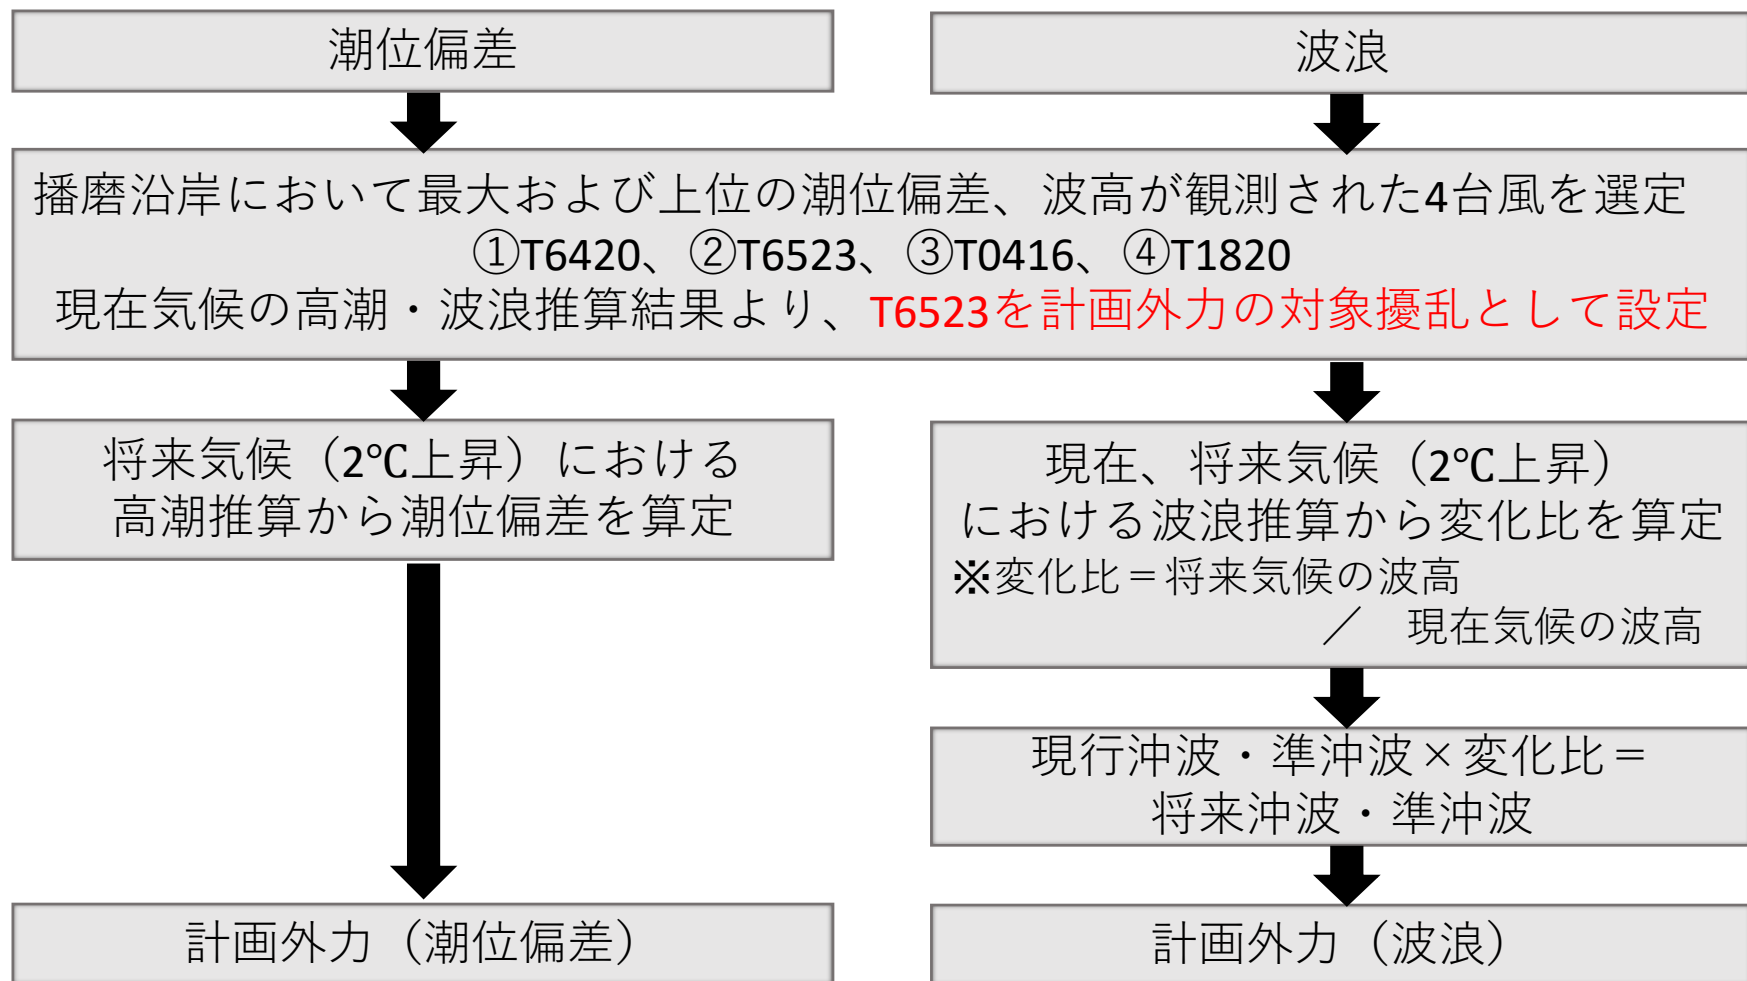 潮位偏差
波浪
播磨沿岸において最大および上位の潮位偏差、波高が観測された4台風を選定
①T6420、②T6523、③T0416、④T1820
現在気候の高潮・波浪推算結果より、T6523を計画外力の対象擾乱として設定
将来気候（2℃上昇）における
高潮推算から潮位偏差を算定
現在、将来気候（2℃上昇）
における波浪推算から変化比を算定
※変化比＝将来気候の波高
／　現在気候の波高
現行沖波・準沖波×変化比＝
将来沖波・準沖波
計画外力（潮位偏差）
計画外力（波浪）